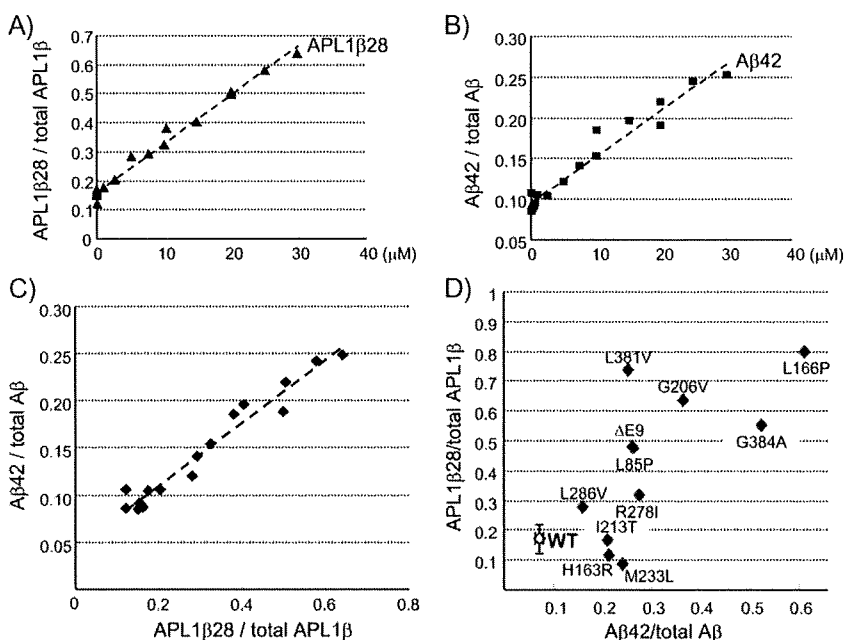 A)
APL1β28 / total APL1β
0.7
0.6
0.5
0.4
0.3
0.2
0.1
0
APL1β28
10
20
30
40 (μM)
B)
Aβ42 / total Aβ
0.30
0.25
0.20
0.15
0.10
0.05
Aβ42
0
10
20
30
40 (μM)
C)
Aβ42 / total Aβ
0.30
0.25
0.20
0.15
0.10
0.05
0
0.2
0.4
0.6
0.8
APL1β28 / total APL1β
D)
APL1β28/total APL1β
1
0.9
0.8
0.7
0.6
0.5
0.4
0.3
0.2
0.1
L381V
L166P
G206V
ΔE9
G384A
L85P
L286V
R278I
I213T
WT
H163R
M233L
0.1
0.2
0.3
0.4
0.5
0.6
Aβ42/total Aβ